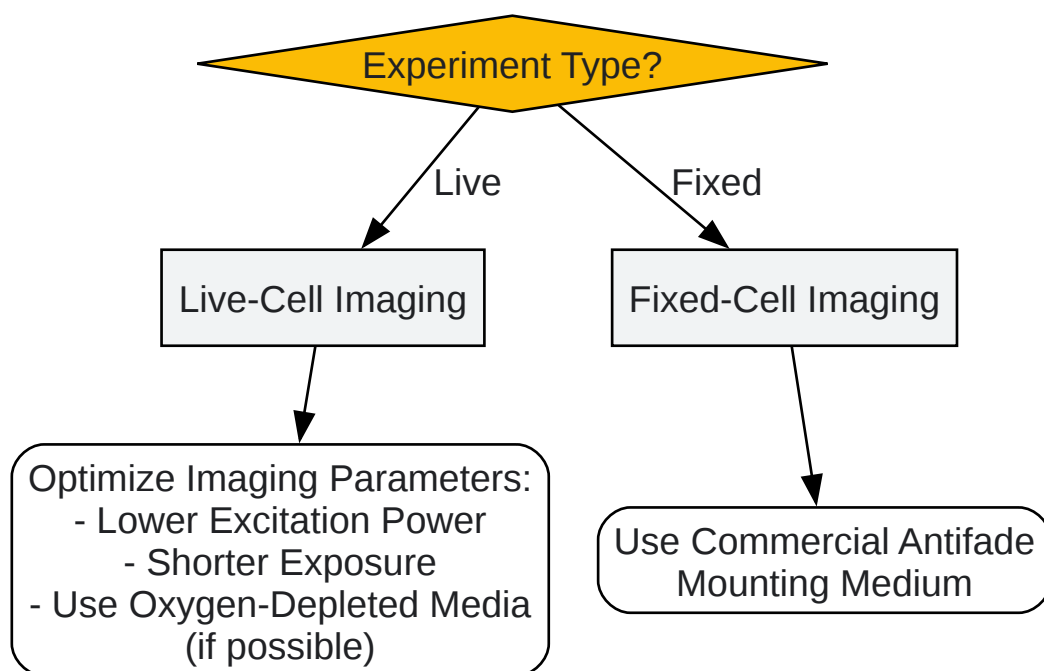 Experiment Type?
Live
Fixed
Live-Cell Imaging
Fixed-Cell Imaging
Optimize Imaging Parameters:
- Lower Excitation Power
- Shorter Exposure
- Use Oxygen-Depleted Media
(if possible)
Use Commercial Antifade
Mounting Medium